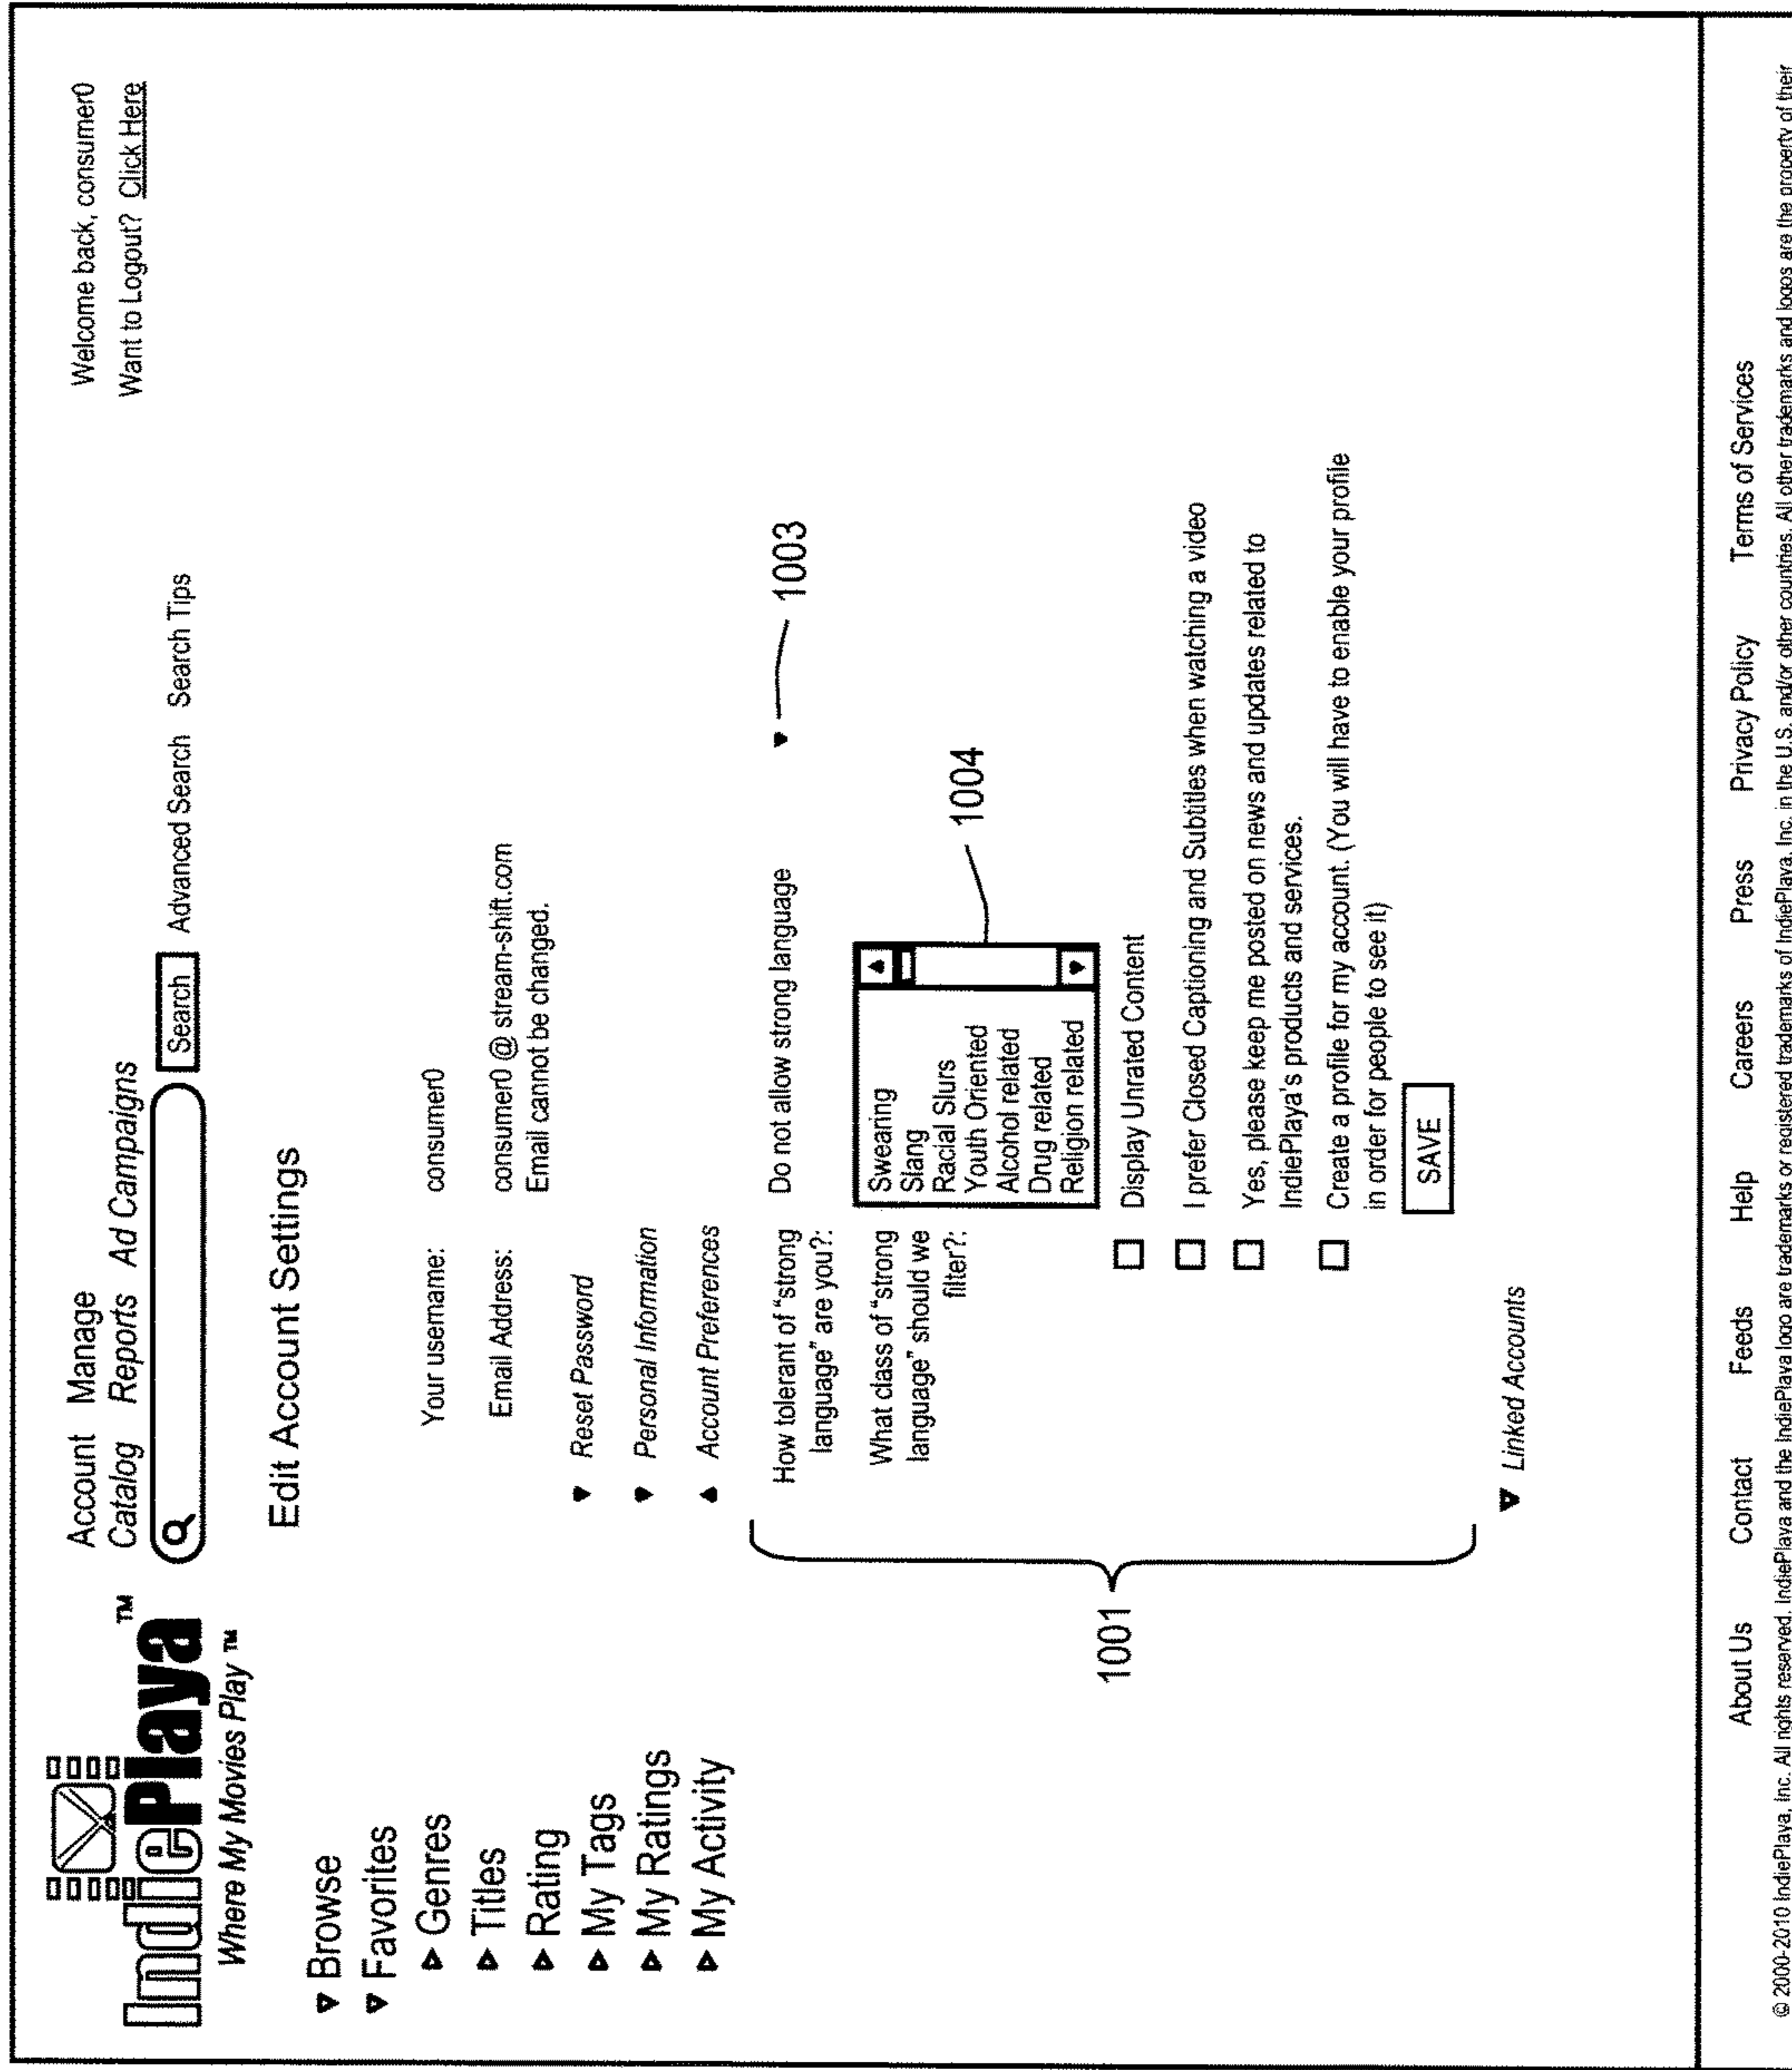 IndiePlaya™
Where My Movies Play ™
Account Manage
Catalog Reports Ad Campaigns
Search Advanced Search Search Tips
Welcome back, consumer0
Want to Logout? Click Here
Browse
Favorites
Genres
Titles
Rating
My Tags
My Ratings
My Activity
Edit Account Settings
Your username: consumer0
Email Address: consumer0 @ stream-shift.com
Email cannot be changed.
Reset Password
Personal Information
Account Preferences
How tolerant of "strong
language" are you?:
Do not allow strong language
1003
What class of "strong
language" should we
filter?:
Swearing
Slang
Racial Slurs
Youth Oriented
Alcohol related
Drug related
Religion related
1004
1001
Display Unrated Content
I prefer Closed Captioning and Subtitles when watching a video
Yes, please keep me posted on news and updates related to
IndiePlaya's products and services.
Create a profile for my account. (You will have to enable your profile
in order for people to see it)
SAVE
Linked Accounts
About Us Contact Feeds Help Careers Press Privacy Policy Terms of Services
© 2000-2010 IndiePlaya, Inc. All rights reserved. IndiePlaya and the IndiePlaya logo are trademarks or registered trademarks of IndiePlaya, Inc. in the U.S. and/or other countries. All other trademarks and logos are the property of their